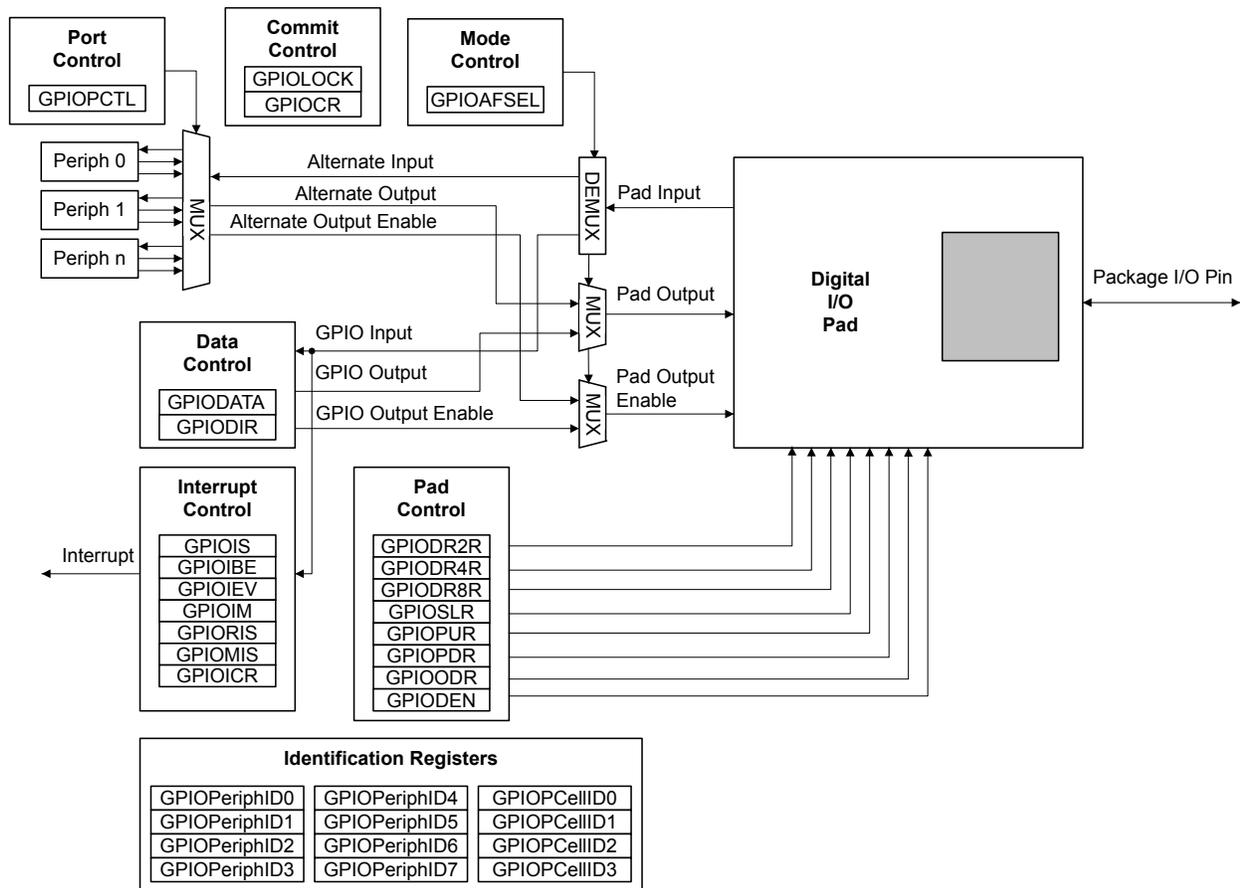 Port
Control
GPIOPCTL
Commit
Control
GPIOLOCK
GPIOCR
Mode
Control
GPIOAFSEL
Periph 0
Periph 1
Periph n
MUX
Alternate Input
Alternate Output
Alternate Output Enable
DEMUX
Pad Input
MUX
Pad Output
MUX
Pad Output
Enable
Digital
I/O
Pad
Package I/O Pin
Data
Control
GPIODATA
GPIODIR
GPIO Input
GPIO Output
GPIO Output Enable
Interrupt
Control
GPIOIS
GPIOIBE
GPIOIEV
GPIOIM
GPIORIS
GPIOMIS
GPIOICR
Interrupt
Pad
Control
GPIODR2R
GPIODR4R
GPIODR8R
GPIOSLR
GPIOPUR
GPIOPDR
GPIOODR
GPIODEN
Identification Registers
GPIOPeriphID0
GPIOPeriphID1
GPIOPeriphID2
GPIOPeriphID3
GPIOPeriphID4
GPIOPeriphID5
GPIOPeriphID6
GPIOPeriphID7
GPIOPCellID0
GPIOPCellID1
GPIOPCellID2
GPIOPCellID3